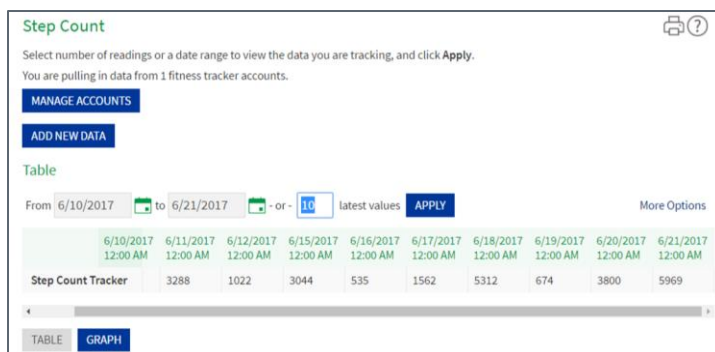 Step Count
?
Select number of readings or a date range to view the data you are tracking, and click Apply.
You are pulling in data from 1 fitness tracker accounts.
MANAGE ACCOUNTS
ADD NEW DATA
Table
From 6/10/2017 to 6/21/2017 - or - 10 latest values APPLY More Options
6/10/2017 6/11/2017 6/12/2017 6/15/2017 6/16/2017 6/17/2017 6/18/2017 6/19/2017 6/20/2017 6/21/2017
12:00 AM 12:00 AM 12:00 AM 12:00 AM 12:00 AM 12:00 AM 12:00 AM 12:00 AM 12:00 AM 12:00 AM
Step Count Tracker 3288 1022 3044 535 1562 5312 674 3800 5969
TABLE GRAPH